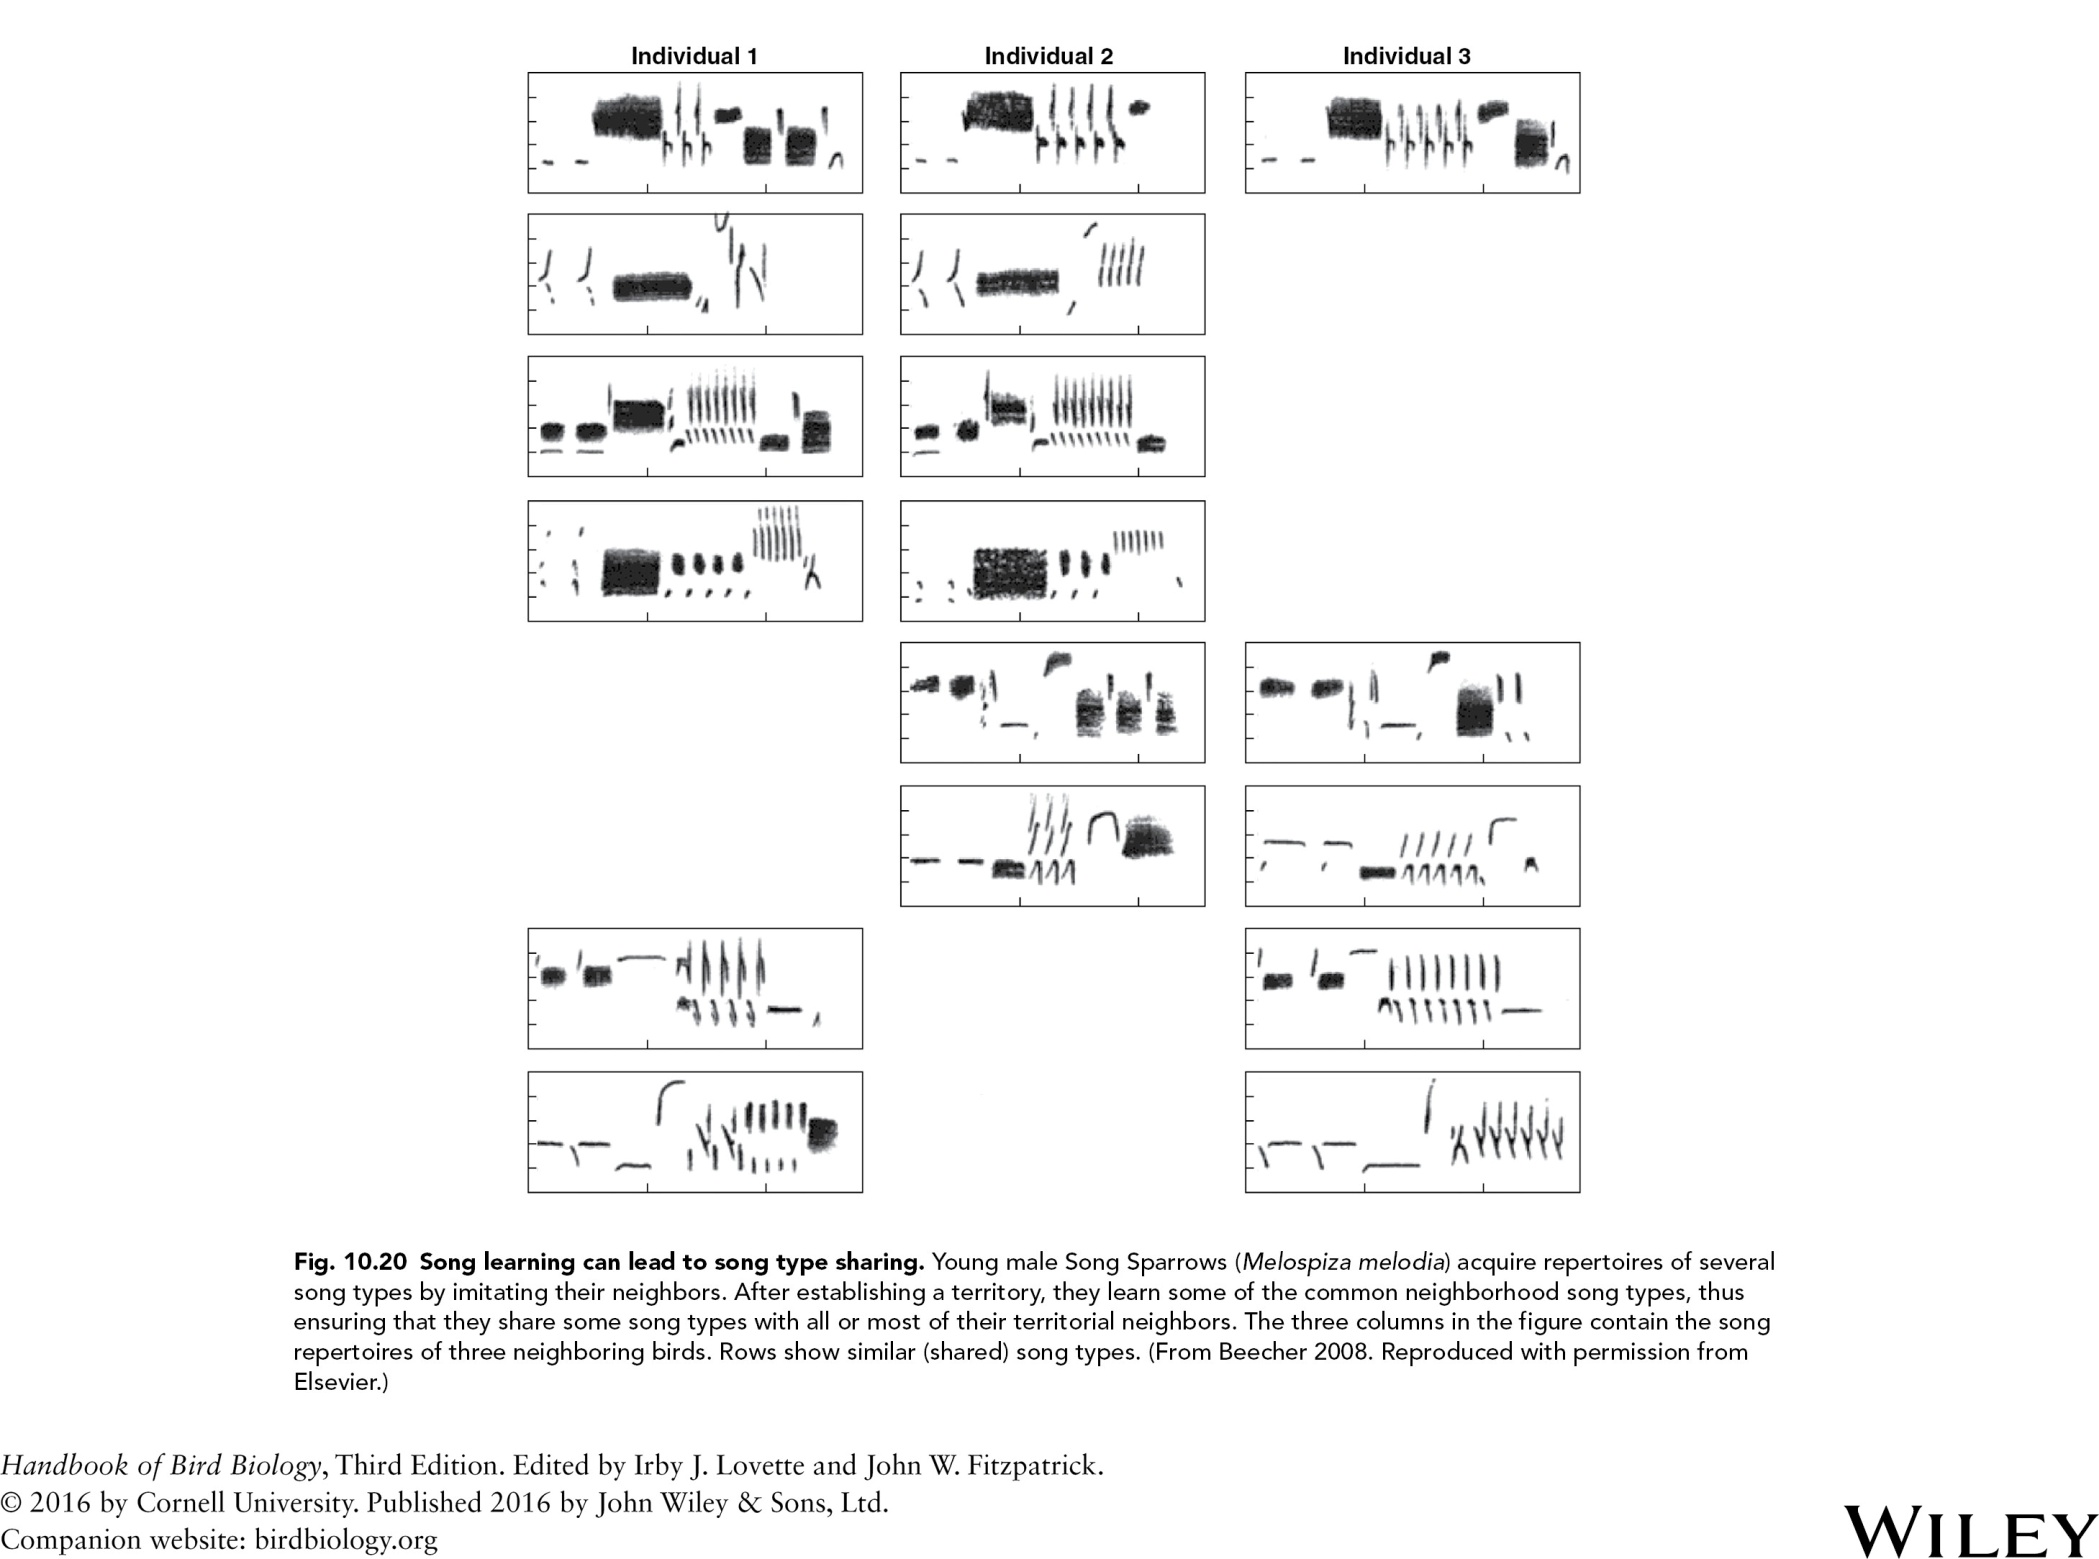 Individual 1
Individual 2
Individual 3
Fig. 10.20 Song learning can lead to song type sharing. Young male Song Sparrows (Melospiza melodia) acquire repertoires of several
song types by imitating their neighbors. After establishing a territory, they learn some of the common neighborhood song types, thus
ensuring that they share some song types with all or most of their territorial neighbors. The three columns in the figure contain the song
repertoires of three neighboring birds. Rows show similar (shared) song types. (From Beecher 2008. Reproduced with permission from
Elsevier.)
Handbook of Bird Biology, Third Edition. Edited by Irby J. Lovette and John W. Fitzpatrick.
© 2016 by Cornell University. Published 2016 by John Wiley & Sons, Ltd.
Companion website: birdbiology.org
WILEY